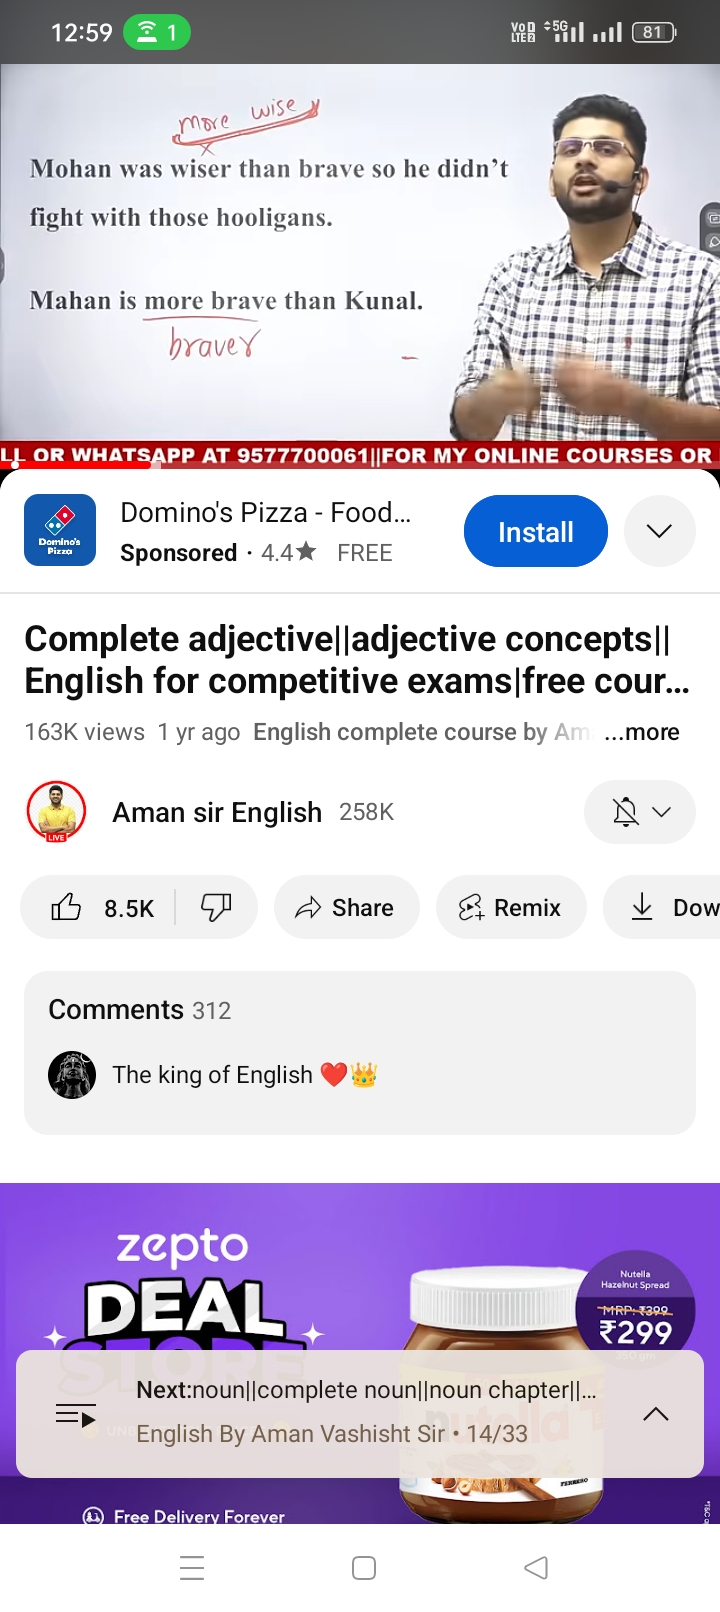 12:59 1 VoD LTE2 5G 81
more wise
Mohan was wiser than brave so he didn't
fight with those hooligans.
Mahan is more brave than Kunal.
braver
LL OR WHATSAPP AT 9577700061||FOR MY ONLINE COURSES OR
Domino's Pizza
Domino's Pizza - Food...
Install
Sponsored · 4.4★ FREE
Complete adjective||adjective concepts||
English for competitive exams|free cour...
163K views 1 yr ago English complete course by Am ...more
LIVE
Aman sir English 258K
8.5K Share Remix Dow
Comments 312
The king of English ❤️👑
zepto
DEAL
STORE
Nutella
Hazelnut Spread
MRP: ₹399
₹299
Next:noun||complete noun||noun chapter||...
English By Aman Vashisht Sir • 14/33
nutella
FERRERO
Free Delivery Forever